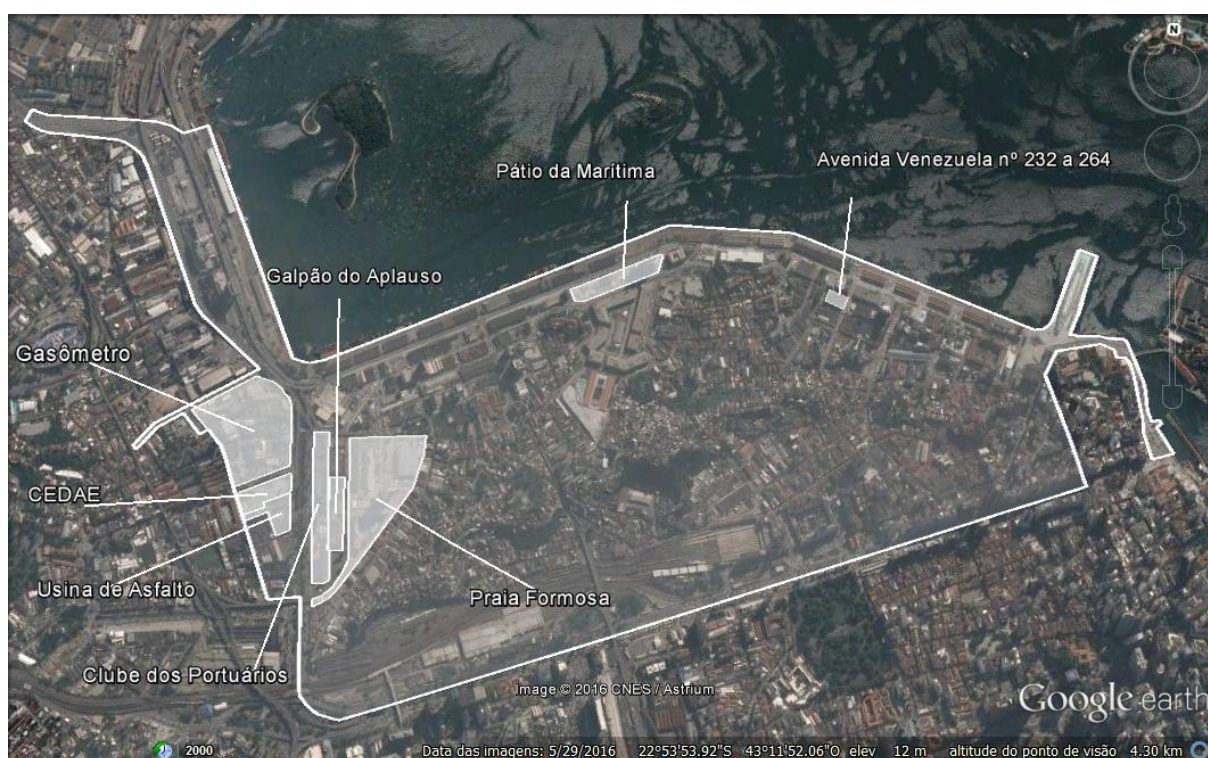 N
Pátio da Marítima
Avenida Venezuela nº 232 a 264
Galpão do Aplauso
Gasômetro
CEDAE
Usina de Asfalto
Praia Formosa
Clube dos Portuários
Image © 2016 CNES / Astrium
Google earth
2000
Data das imagens: 5/29/2016 22°53'53.92"S 43°11'52.06"O elev 12 m altitude do ponto de visão 4.30 km